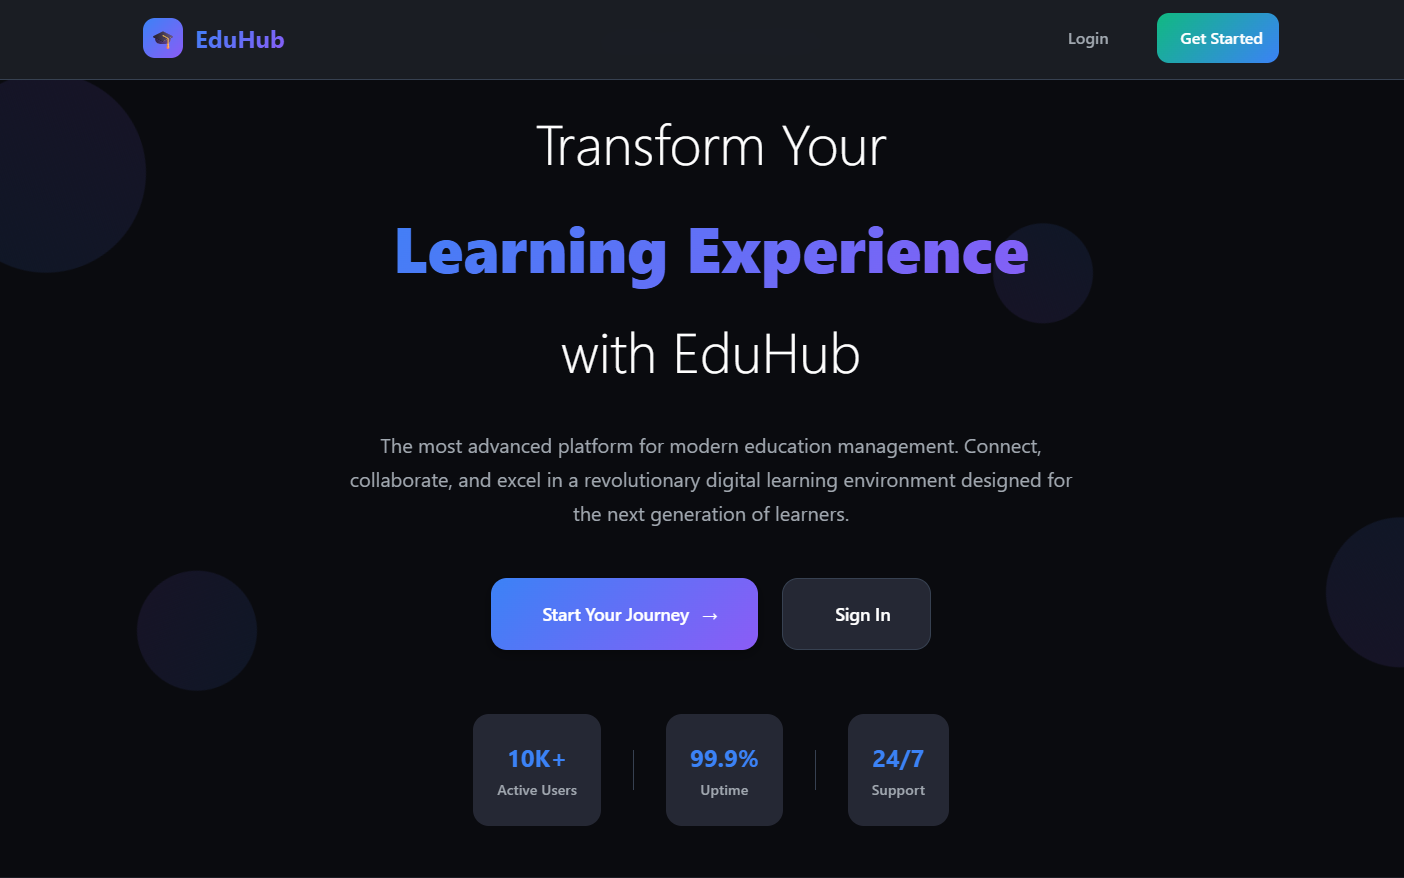 EduHub
Login
Get Started
Transform Your
Learning Experience
with EduHub
The most advanced platform for modern education management. Connect,
collaborate, and excel in a revolutionary digital learning environment designed for
the next generation of learners.
Start Your Journey →
Sign In
10K+
Active Users
99.9%
Uptime
24/7
Support